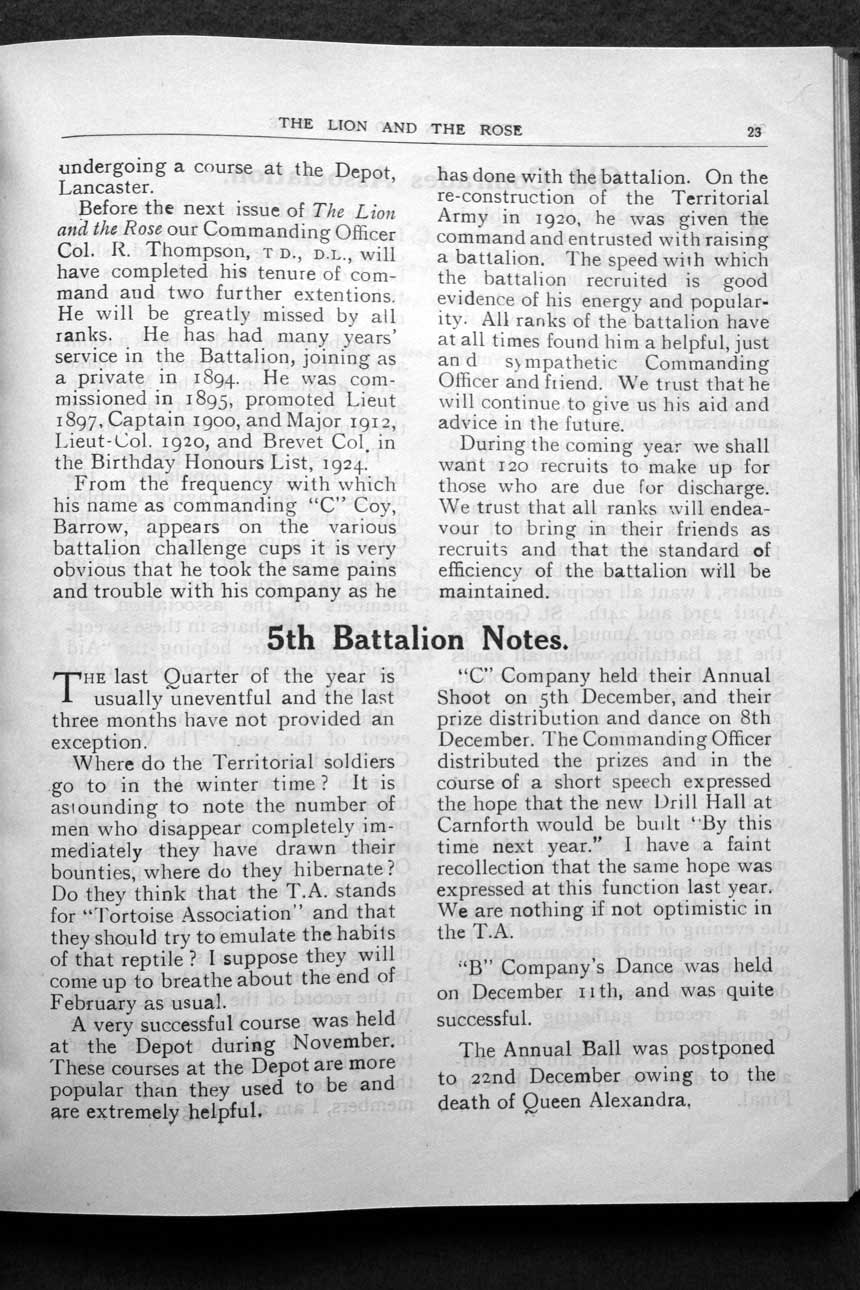 THE LION AND THE ROSE 23
undergoing a course at the Depot,
Lancaster.
Before the next issue of The Lion
and the Rose our Commanding Officer
Col. R. Thompson, T D., D.L., will
have completed his tenure of com-
mand and two further extentions.
He will be greatly missed by all
ranks. He has had many years'
service in the Battalion, joining as
a private in 1894. He was com-
missioned in 1895, promoted Lieut
1897, Captain 1900, and Major 1912,
Lieut-Col. 1920, and Brevet Col. in
the Birthday Honours List, 1924.
From the frequency with which
his name as commanding "C" Coy,
Barrow, appears on the various
battalion challenge cups it is very
obvious that he took the same pains
and trouble with his company as he
has done with the battalion. On the
re-construction of the Territorial
Army in 1920, he was given the
command and entrusted with raising
a battalion. The speed with which
the battalion recruited is good
evidence of his energy and popular-
ity. All ranks of the battalion have
at all times found him a helpful, just
an d sympathetic Commanding
Officer and friend. We trust that he
will continue to give us his aid and
advice in the future.
During the coming year we shall
want 120 recruits to make up for
those who are due for discharge.
We trust that all ranks will endea-
vour to bring in their friends as
recruits and that the standard of
efficiency of the battalion will be
maintained.
5th Battalion Notes.
THE last Quarter of the year is
usually uneventful and the last
three months have not provided an
exception.
Where do the Territorial soldiers
go to in the winter time? It is
astounding to note the number of
men who disappear completely im-
mediately they have drawn their
bounties, where do they hibernate?
Do they think that the T.A. stands
for "Tortoise Association" and that
they should try to emulate the habits
of that reptile? I suppose they will
come up to breathe about the end of
February as usual.
A very successful course was held
at the Depot during November.
These courses at the Depot are more
popular than they used to be and
are extremely helpful.
"C" Company held their Annual
Shoot on 5th December, and their
prize distribution and dance on 8th
December. The Commanding Officer
distributed the prizes and in the
course of a short speech expressed
the hope that the new Drill Hall at
Carnforth would be built "By this
time next year." I have a faint
recollection that the same hope was
expressed at this function last year.
We are nothing if not optimistic in
the T.A.
"B" Company's Dance was held
on December 11th, and was quite
successful.
The Annual Ball was postponed
to 22nd December owing to the
death of Queen Alexandra.